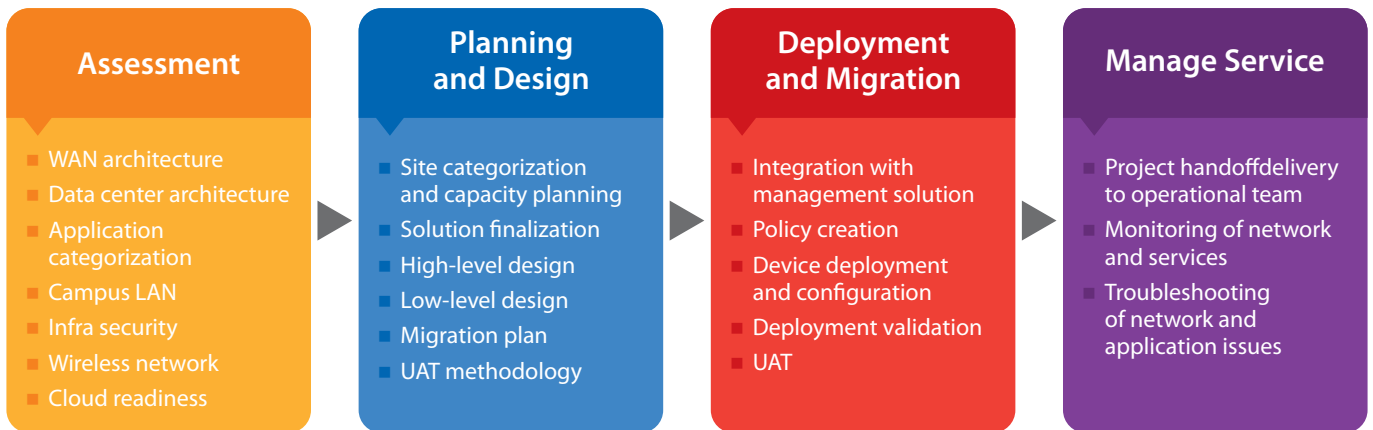 Assessment
WAN architecture
Data center architecture
Application
categorization
Campus LAN
Infra security
Wireless network
Cloud readiness
Planning
and Design
Site categorization
and capacity planning
Solution finalization
High-level design
Low-level design
Migration plan
UAT methodology
Deployment
and Migration
Integration with
management solution
Policy creation
Device deployment
and configuration
Deployment validation
UAT
Manage Service
Project handoffdelivery
to operational team
Monitoring of network
and services
Troubleshooting
of network and
application issues